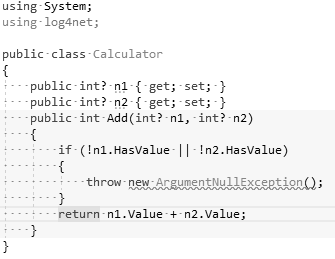 using System;
using log4net;

public class Calculator
{
    public int? n1 { get; set; }
    public int? n2 { get; set; }
    public int Add(int? n1, int? n2)
    {
        if (!n1.HasValue || !n2.HasValue)
        {
            throw new ArgumentNullException();
        }
        return n1.Value + n2.Value;
    }
}